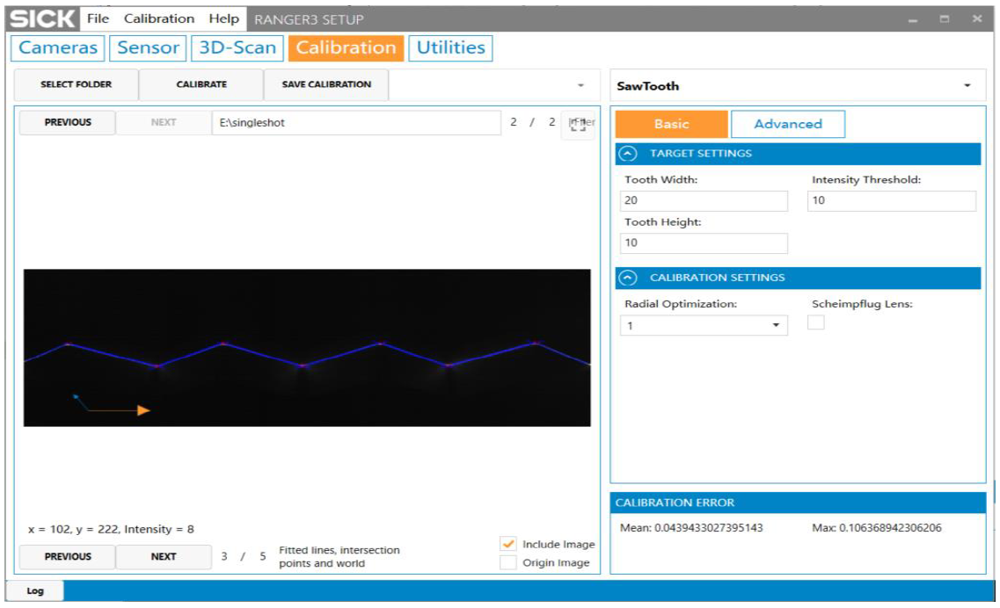 SICK File Calibration Help RANGER3 SETUP
Cameras Sensor 3D-Scan Calibration Utilities
SELECT FOLDER CALIBRATE SAVE CALIBRATION
SawTooth
PREVIOUS NEXT E:\singleshot 2 / 2
Basic Advanced
TARGET SETTINGS
Tooth Width: Intensity Threshold:
20 10
Tooth Height:
10
CALIBRATION SETTINGS
Radial Optimization: Scheimpflug Lens:
1
x = 102, y = 222, Intensity = 8
PREVIOUS NEXT 3 / 5 Fitted lines, intersection
points and world
Include Image
Origin Image
CALIBRATION ERROR
Mean: 0.0439433027395143 Max: 0.106368942306206
Log